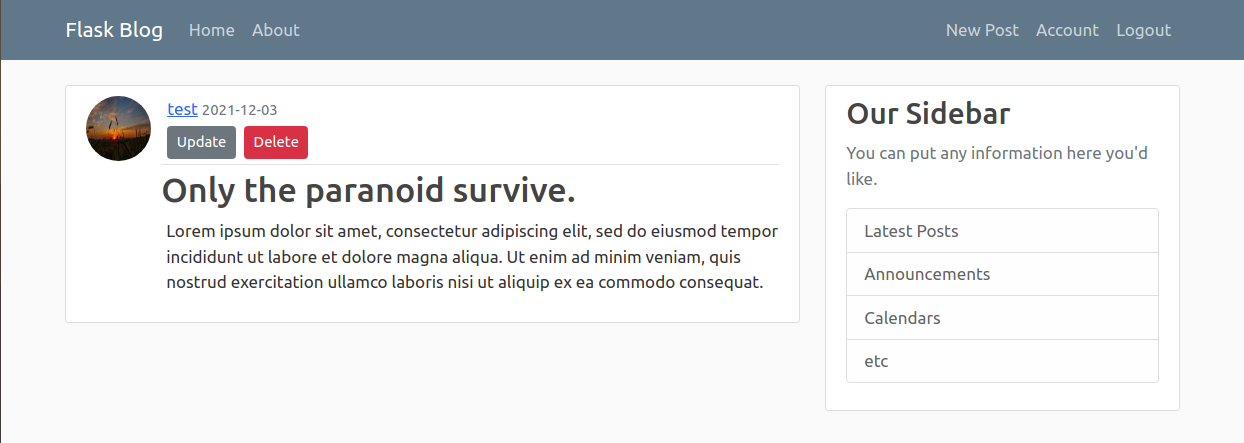 Flask Blog Home About New Post Account Logout
test 2021-12-03
Update Delete
Only the paranoid survive.
Lorem ipsum dolor sit amet, consectetur adipiscing elit, sed do eiusmod tempor
incididunt ut labore et dolore magna aliqua. Ut enim ad minim veniam, quis
nostrud exercitation ullamco laboris nisi ut aliquip ex ea commodo consequat.
Our Sidebar
You can put any information here you'd
like.
Latest Posts
Announcements
Calendars
etc